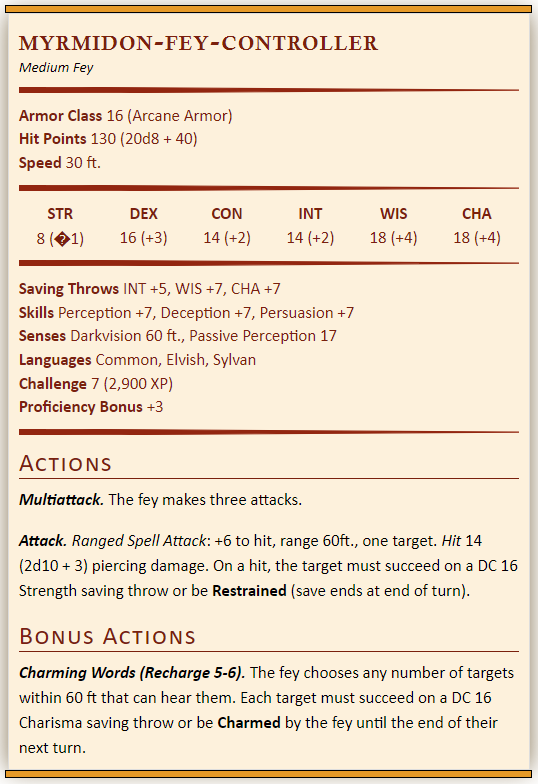 MYRMIDON-FEY-CONTROLLER
Medium Fey
Armor Class 16 (Arcane Armor)
Hit Points 130 (20d8 + 40)
Speed 30 ft.
STR DEX CON INT WIS CHA
8 (�1) 16 (+3) 14 (+2) 14 (+2) 18 (+4) 18 (+4)
Saving Throws INT +5, WIS +7, CHA +7
Skills Perception +7, Deception +7, Persuasion +7
Senses Darkvision 60 ft., Passive Perception 17
Languages Common, Elvish, Sylvan
Challenge 7 (2,900 XP)
Proficiency Bonus +3
ACTIONS
Multiattack. The fey makes three attacks.
Attack. Ranged Spell Attack: +6 to hit, range 60ft., one target. Hit 14
(2d10 + 3) piercing damage. On a hit, the target must succeed on a DC 16
Strength saving throw or be Restrained (save ends at end of turn).
BONUS ACTIONS
Charming Words (Recharge 5-6). The fey chooses any number of targets
within 60 ft that can hear them. Each target must succeed on a DC 16
Charisma saving throw or be Charmed by the fey until the end of their
next turn.